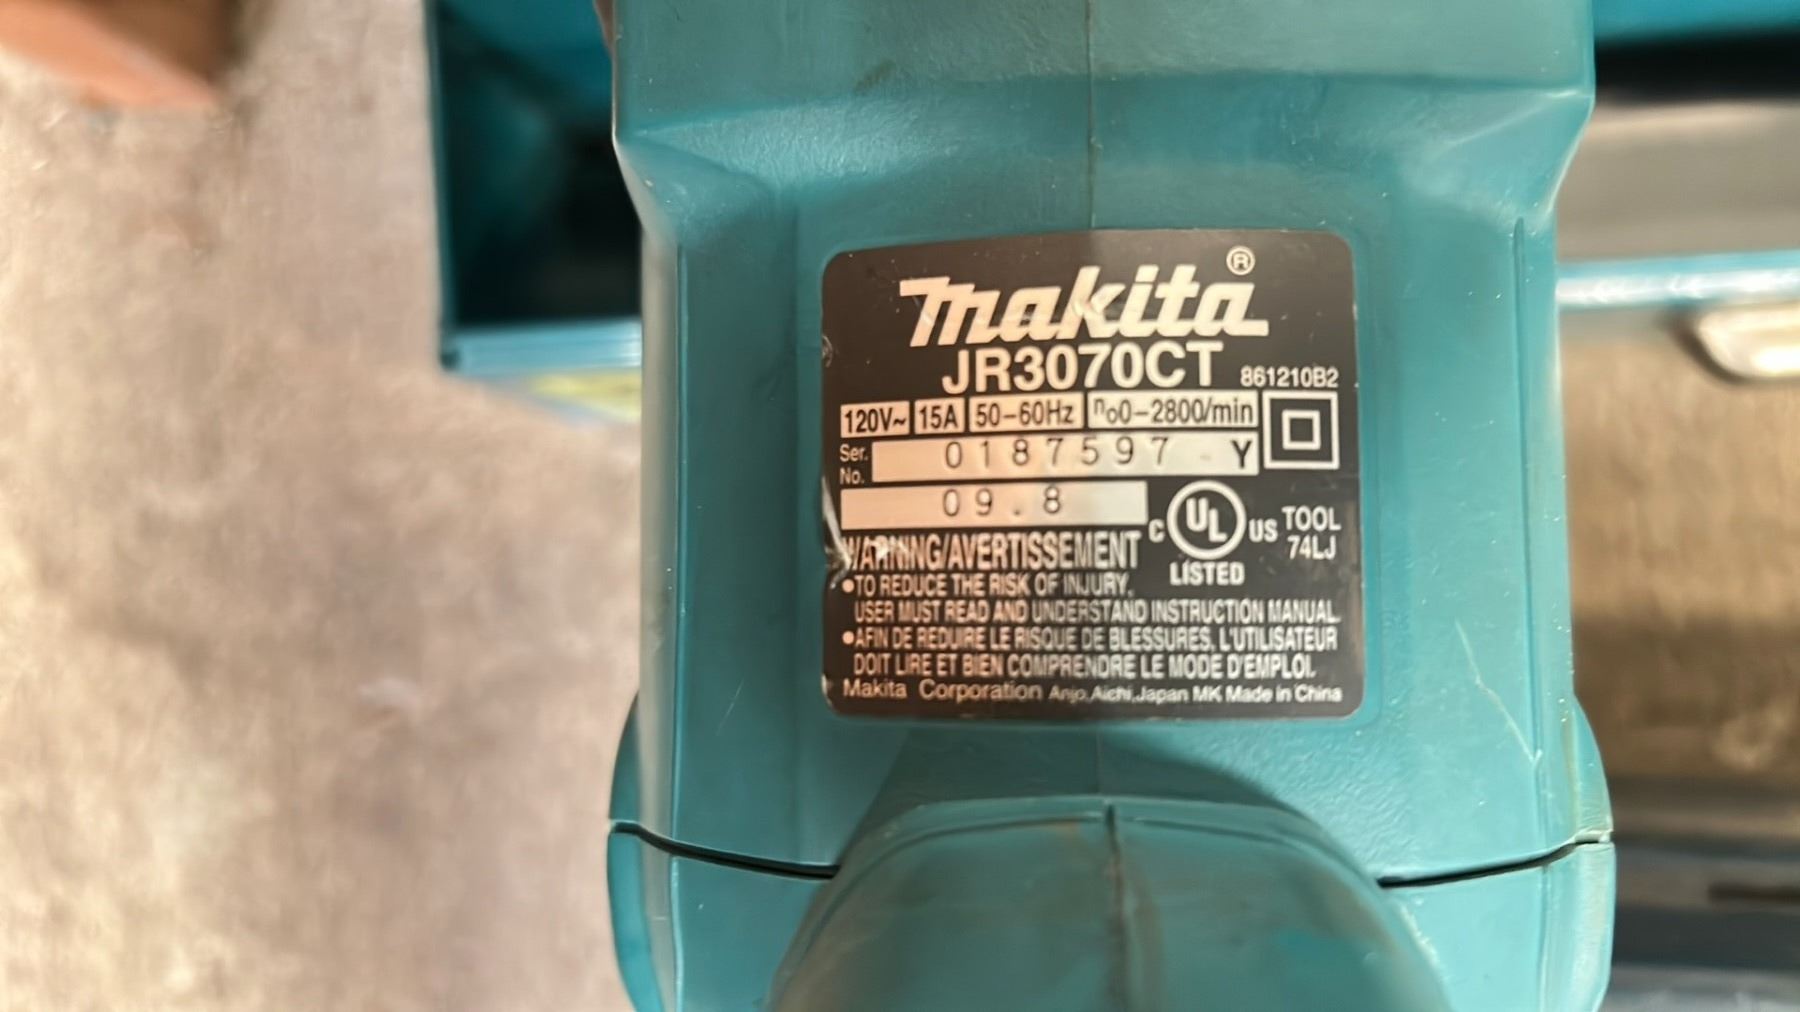 makita®
JR3070CT 861210B2
120V~ 15A 50-60Hz n₀0-2800/min
Ser. No. 0187597 Y
09.8
C UL US LISTED TOOL 74LJ
WARNING/AVERTISSEMENT
•TO REDUCE THE RISK OF INJURY,
USER MUST READ AND UNDERSTAND INSTRUCTION MANUAL.
•AFIN DE REDUIRE LE RISQUE DE BLESSURES, L'UTILISATEUR
DOIT LIRE ET BIEN COMPRENDRE LE MODE D'EMPLOI.
Makita Corporation Anjo, Aichi, Japan MK Made in China